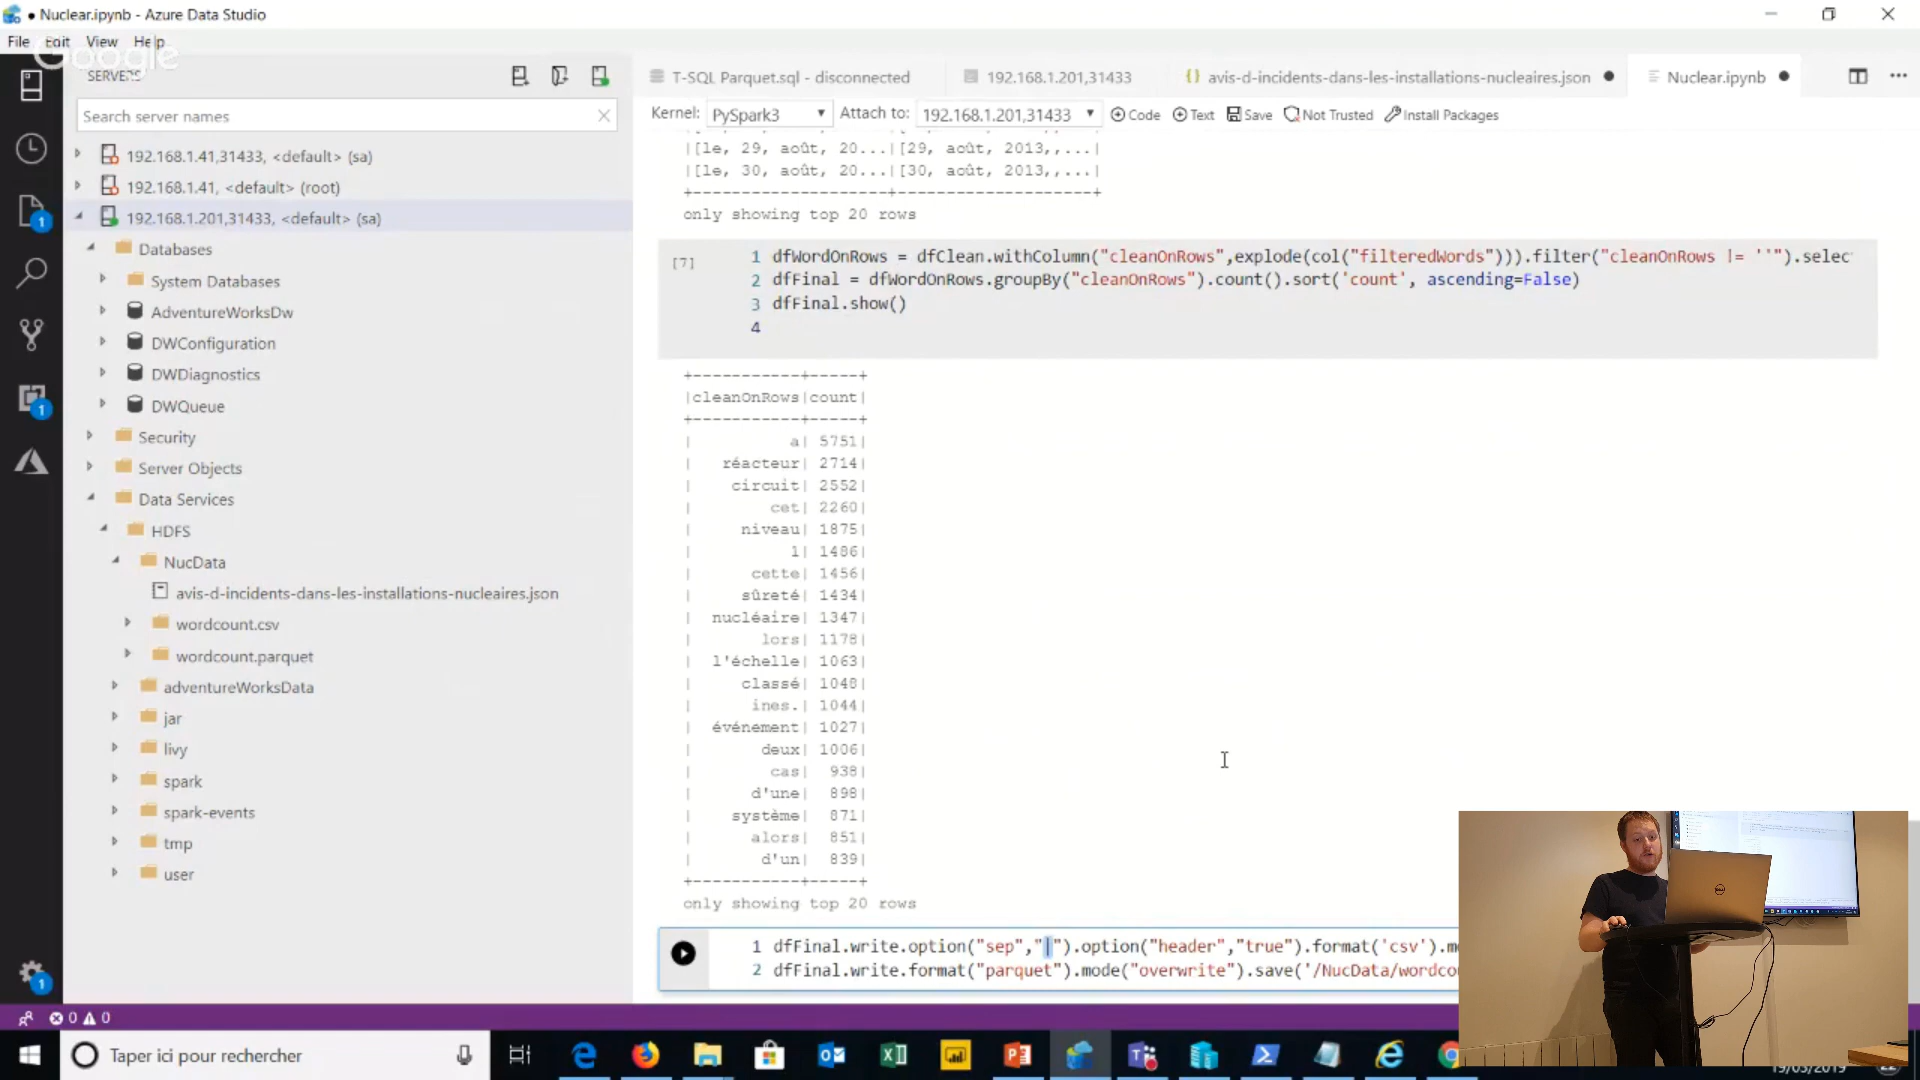 ● Nuclear.ipynb - Azure Data Studio
File Edit View Help
Google
SERVERS
Search server names
192.168.1.41,31433, <default> (sa)
192.168.1.41, <default> (root)
192.168.1.201,31433, <default> (sa)
Databases
System Databases
AdventureWorksDw
DWConfiguration
DWDiagnostics
DWQueue
Security
Server Objects
Data Services
HDFS
NucData
avis-d-incidents-dans-les-installations-nucleaires.json
wordcount.csv
wordcount.parquet
adventureWorksData
jar
livy
spark
spark-events
tmp
user
1
1
1
T-SQL Parquet.sql - disconnected
192.168.1.201,31433
{} avis-d-incidents-dans-les-installations-nucleaires.json ●
Nuclear.ipynb ●
Kernel: PySpark3 Attach to: 192.168.1.201,31433 Code Text Save Not Trusted Install Packages
|[le, 29, août, 20...|[29, août, 2013,,...|
|[le, 30, août, 20...|[30, août, 2013,,...|
+--------------------+--------------------+
only showing top 20 rows
[7]
1 dfWordOnRows = dfClean.withColumn("cleanOnRows",explode(col("filteredWords"))).filter("cleanOnRows != ''").selec
2 dfFinal = dfWordOnRows.groupBy("cleanOnRows").count().sort('count', ascending=False)
3 dfFinal.show()
4
+-----------+-----+
|cleanOnRows|count|
+-----------+-----+
| a| 5751|
| réacteur| 2714|
| circuit| 2552|
| cet| 2260|
| niveau| 1875|
| 1| 1486|
| cette| 1456|
| sûreté| 1434|
| nucléaire| 1347|
| lors| 1178|
| l'échelle| 1063|
| classé| 1048|
| ines.| 1044|
| événement| 1027|
| deux| 1006|
| cas| 938|
| d'une| 898|
| système| 871|
| alors| 851|
| d'un| 839|
+-----------+-----+
only showing top 20 rows
1 dfFinal.write.option("sep","|").option("header","true").format('csv').m
2 dfFinal.write.format("parquet").mode("overwrite").save('/NucData/wordco
0 0
Taper ici pour rechercher
19/03/2019